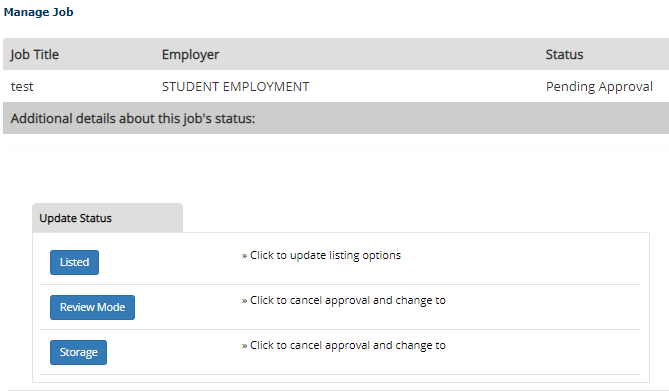 Manage Job
Job Title Employer Status
test STUDENT EMPLOYMENT Pending Approval
Additional details about this job's status:
Update Status
Listed » Click to update listing options
Review Mode » Click to cancel approval and change to
Storage » Click to cancel approval and change to